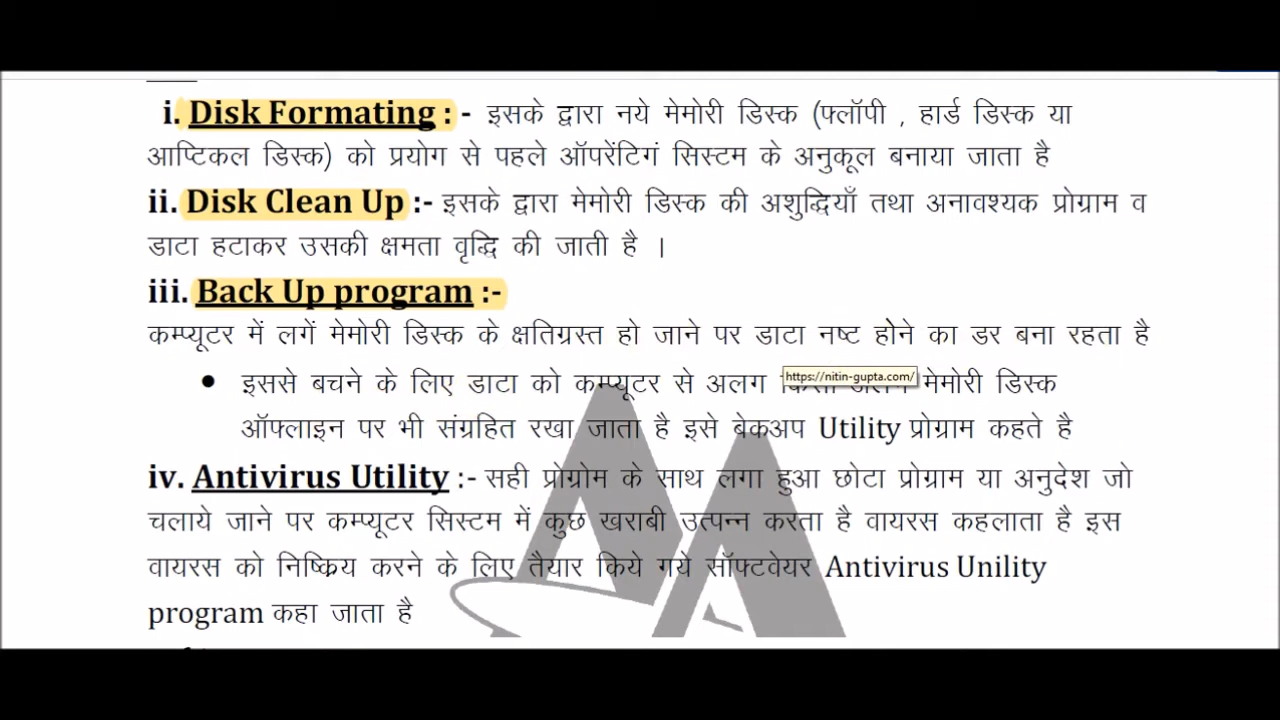 i. Disk Formating : - इसके द्वारा नये मेमोरी डिस्क (फ्लॉपी , हार्ड डिस्क या
आप्टिकल डिस्क) को प्रयोग से पहले ऑपरेंटिगं सिस्टम के अनुकूल बनाया जाता है
ii. Disk Clean Up :- इसके द्वारा मेमोरी डिस्क की अशुद्धियाँ तथा अनावश्यक प्रोग्राम व
डाटा हटाकर उसकी क्षमता वृद्धि की जाती है ।
iii. Back Up program :-
कम्प्यूटर में लगें मेमोरी डिस्क के क्षतिग्रस्त हो जाने पर डाटा नष्ट होने का डर बना रहता है
https://nitin-gupta.com/
• इससे बचने के लिए डाटा को कम्प्यूटर से अलग मेमोरी डिस्क
ऑफ्लाइन पर भी संग्रहित रखा जाता है इसे बेकअप Utility प्रोग्राम कहते है
iv. Antivirus Utility :- सही प्रोग्रोम के साथ लगा हुआ छोटा प्रोग्राम या अनुदेश जो
चलाये जाने पर कम्प्यूटर सिस्टम में कुछ खराबी उत्पन्न करता है वायरस कहलाता है इस
वायरस को निष्क्रिय करने के लिए तैयार किये गये सॉफ्टवेयर Antivirus Unility
program कहा जाता है